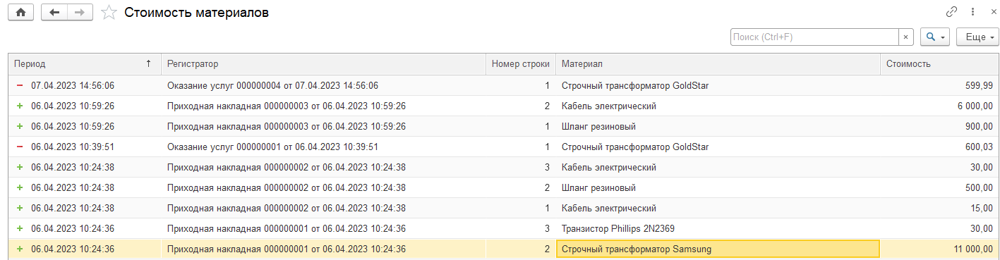 Стоимость материалов
Поиск (Ctrl+F) × Еще
Период ↑ Регистратор Номер строки Материал Стоимость
07.04.2023 14:56:06 Оказание услуг 000000004 от 07.04.2023 14:56:06 1 Строчный трансформатор GoldStar 599,99
06.04.2023 10:59:26 Приходная накладная 000000003 от 06.04.2023 10:59:26 2 Кабель электрический 6 000,00
06.04.2023 10:59:26 Приходная накладная 000000003 от 06.04.2023 10:59:26 1 Шланг резиновый 900,00
06.04.2023 10:39:51 Оказание услуг 000000001 от 06.04.2023 10:39:51 1 Строчный трансформатор GoldStar 600,03
06.04.2023 10:24:38 Приходная накладная 000000002 от 06.04.2023 10:24:38 3 Кабель электрический 30,00
06.04.2023 10:24:38 Приходная накладная 000000002 от 06.04.2023 10:24:38 2 Шланг резиновый 500,00
06.04.2023 10:24:38 Приходная накладная 000000002 от 06.04.2023 10:24:38 1 Кабель электрический 15,00
06.04.2023 10:24:36 Приходная накладная 000000001 от 06.04.2023 10:24:36 3 Транзистор Phillips 2N2369 30,00
06.04.2023 10:24:36 Приходная накладная 000000001 от 06.04.2023 10:24:36 2 Строчный трансформатор Samsung 11 000,00